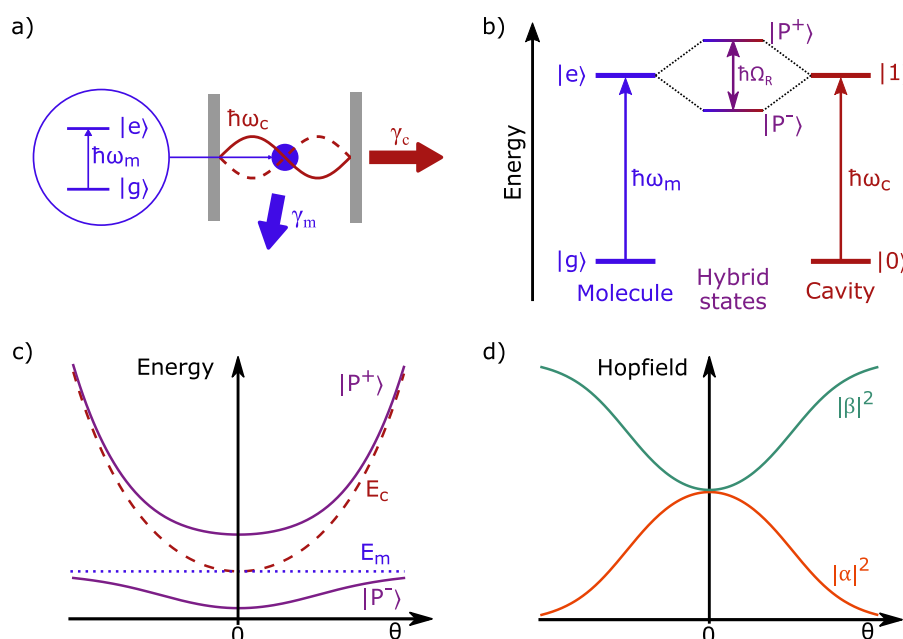 a)
|e⟩
ħω_m
|g⟩
ħω_c
γ_c
γ_m
b)
Energy
|P⁺⟩
|e⟩
ħΩ_R
|1⟩
|P⁻⟩
ħω_m
ħω_c
|g⟩
|0⟩
Molecule
Hybrid
states
Cavity
c)
Energy
|P⁺⟩
E_c
E_m
|P⁻⟩
0
θ
d)
Hopfield
|β|²
|α|²
0
θ